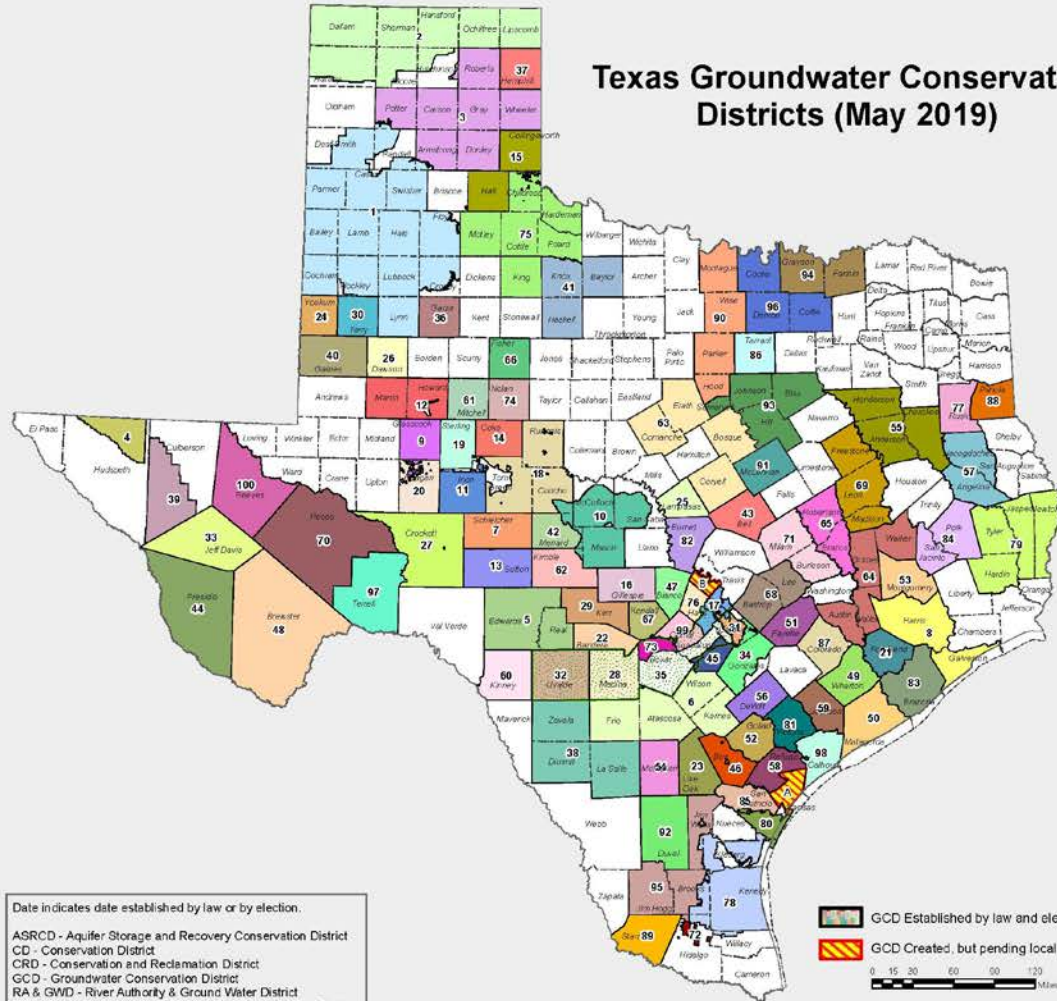 Texas Groundwater Conservat
Districts (May 2019)
Dallam
Sherman
Hansford
Ochiltree
Lipscomb
2
Roberts
37
Hemphill
Oldham
Potter
Carson
Gray
Wheeler
3
Deaf Smith
Randall
Armstrong
Donley
Collingsworth
15
Parmer
Swisher
Briscoe
Hall
Childress
1
Bailey
Lamb
Hale
Floyd
Motley
75
Cottle
Hardeman
Foard
Wilbarger
Wichita
Clay
Cochran
Hockley
Lubbock
Dickens
King
Knox
41
Baylor
Archer
Montague
Cooke
Grayson
94
Fannin
Lamar
Red River
Bowie
Yoakum
24
30
Terry
Lynn
Garza
36
Kent
Stonewall
Haskell
Throckmorton
Young
Jack
Wise
90
Denton
96
Collin
Hunt
Delta
Hopkins
Franklin
Titus
Cass
40
Gaines
26
Dawson
Borden
Scurry
Fisher
66
Jones
Shackelford
Stephens
Palo Pinto
Parker
Tarrant
86
Dallas
Rockwall
Kaufman
Rains
Van Zandt
Wood
Upshur
Marion
Harrison
Gregg
Smith
Andrews
Martin
Howard
12
61
Mitchell
Nolan
74
Taylor
Callahan
Eastland
Erath
Hood
Johnson
Ellis
93
Hill
Navarro
Henderson
55
Anderson
77
Rusk
Panola
88
Shelby
El Paso
4
Hudspeth
Culberson
Loving
Winkler
Ector
Midland
Glasscock
9
Sterling
19
Coke
14
Runnels
Coleman
Brown
63
Comanche
Hamilton
Bosque
91
McLennan
Limestone
Freestone
69
Leon
Houston
Nacogdoches
57
Angelina
San Augustine
Sabine
39
100
Reeves
Ward
Crane
Upton
20
11
Irion
18
Concho
McCulloch
10
San Saba
Mills
25
Lampasas
Coryell
43
Bell
Falls
Robertson
65
Madison
Trinity
Polk
84
San Jacinto
Tyler
Jasper
Newton
79
Hardin
33
Jeff Davis
Pecos
70
Crockett
27
Schleicher
7
42
Menard
Mason
Llano
82
Burnet
Williamson
71
Milam
Burleson
Brazos
Grimes
Walker
64
53
Montgomery
Liberty
Orange
Jefferson
44
Presidio
48
Brewster
97
Terrell
Val Verde
13
Sutton
Kimble
62
16
Gillespie
47
Blanco
B
Travis
76
17
68
Lee
Bastrop
Washington
Austin
Harris
8
Chambers
Galveston
Edwards
5
Real
29
Kerr
Kendall
67
22
Bandera
99
31
51
Fayette
Colorado
87
21
Brazoria
83
60
Kinney
32
Uvalde
28
Medina
73
35
45
34
Gonzales
Lavaca
49
Wharton
Wilson
56
DeWitt
59
50
Matagorda
Maverick
Zavala
Frio
Atascosa
6
Karnes
52
Goliad
81
98
Calhoun
38
Dimmit
La Salle
54
McMullen
23
Live Oak
46
Bee
58
Refugio
A
Webb
92
Duval
85
San Patricio
Nueces
80
Kleberg
Zapata
95
Jim Hogg
Brooks
78
Kenedy
Starr
89
72
Hidalgo
Willacy
Cameron
Date indicates date established by law or by election.
ASRCD - Aquifer Storage and Recovery Conservation District
CD - Conservation District
CRD - Conservation and Reclamation District
GCD - Groundwater Conservation District
RA & GWD - River Authority & Ground Water District
GCD Established by law and ele
GCD Created, but pending local
0 15 30 60 90 120
Miles